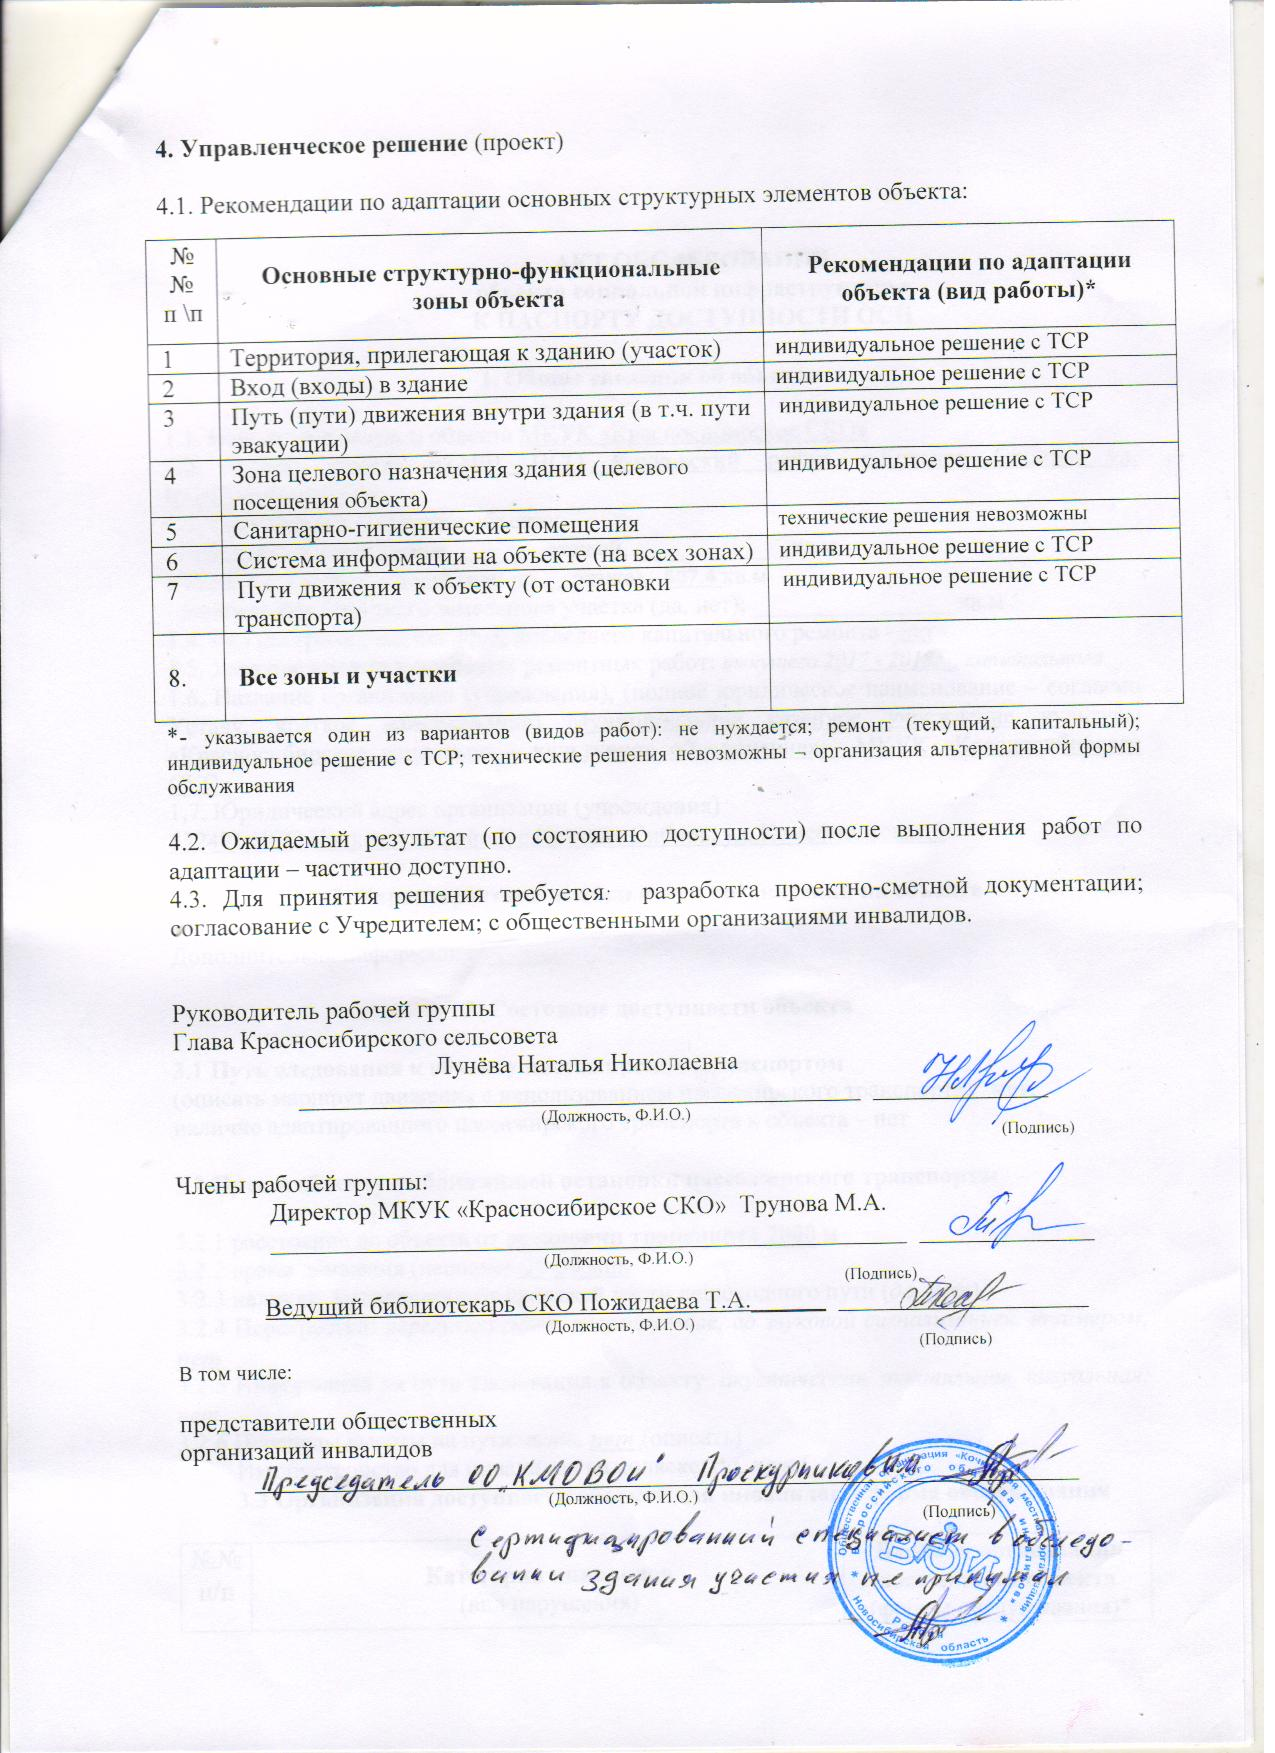 4. Управленческое решение (проект)
4.1. Рекомендации по адаптации основных структурных элементов объекта:
№
№
п \п
Основные структурно-функциональные
зоны объекта
Рекомендации по адаптации
объекта (вид работы)*
1 Территория, прилегающая к зданию (участок) индивидуальное решение с ТСР
2 Вход (входы) в здание индивидуальное решение с ТСР
3 Путь (пути) движения внутри здания (в т.ч. пути индивидуальное решение с ТСР
эвакуации)
4 Зона целевого назначения здания (целевого индивидуальное решение с ТСР
посещения объекта)
5 Санитарно-гигиенические помещения технические решения невозможны
6 Система информации на объекте (на всех зонах) индивидуальное решение с ТСР
7 Пути движения к объекту (от остановки индивидуальное решение с ТСР
транспорта)
8. Все зоны и участки
*- указывается один из вариантов (видов работ): не нуждается; ремонт (текущий, капитальный);
индивидуальное решение с ТСР; технические решения невозможны – организация альтернативной формы
обслуживания
4.2. Ожидаемый результат (по состоянию доступности) после выполнения работ по
адаптации – частично доступно.
4.3. Для принятия решения требуется: разработка проектно-сметной документации;
согласование с Учредителем; с общественными организациями инвалидов.
Руководитель рабочей группы
Глава Красносибирского сельсовета
Лунёва Наталья Николаевна
(Должность, Ф.И.О.)
(Подпись)
Члены рабочей группы:
Директор МКУК «Красносибирское СКО» Трунова М.А.
(Должность, Ф.И.О.)
(Подпись)
Ведущий библиотекарь СКО Пожидаева Т.А.
(Должность, Ф.И.О.)
(Подпись)
В том числе:
представители общественных
организаций инвалидов
Председатель ОО „КМОВОИ" Проскурникова
(Должность, Ф.И.О.)
(Подпись)
Сертифицированний специалист в обследо-
вании здания участия не принимал
Общественная организация
Всероссийского общества инвалидов»
ВОИ
Россия
Новосибирская область